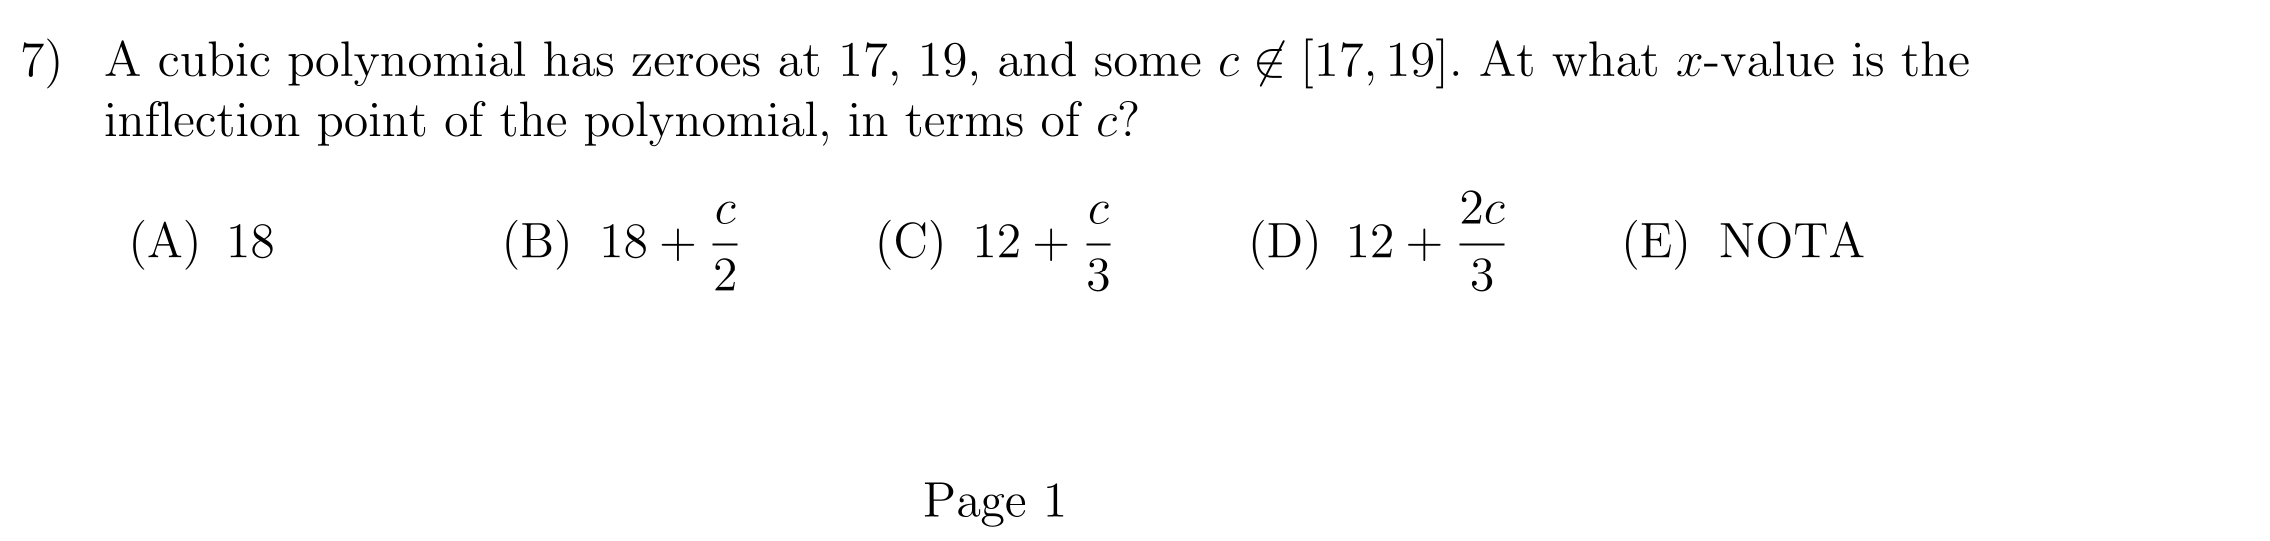 7) A cubic polynomial has zeroes at 17, 19, and some c ⊄ [17, 19]. At what x-value is the
inflection point of the polynomial, in terms of c?
(A) 18 (B) 18 + c/2 (C) 12 + c/3 (D) 12 + 2c/3 (E) NOTA
Page 1